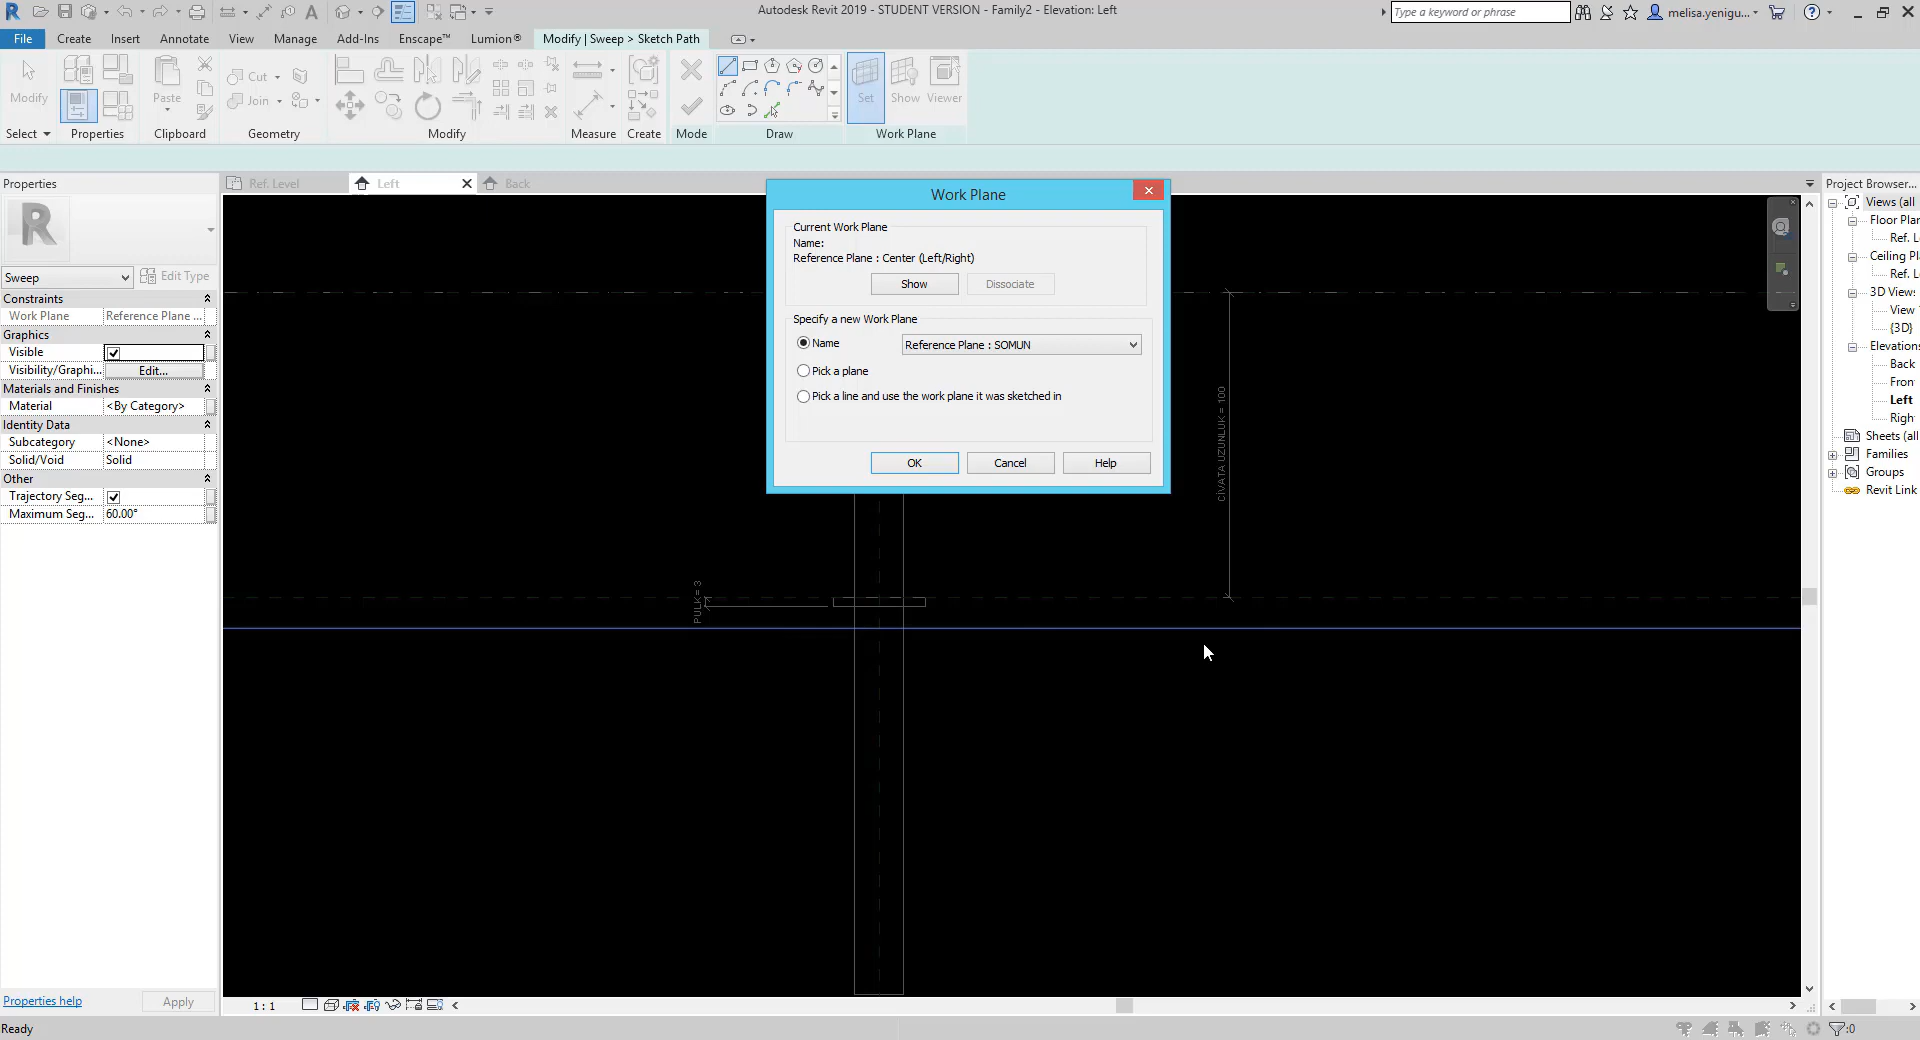 Autodesk Revit 2019 - STUDENT VERSION - Family2 - Elevation: Left
Type a keyword or phrase
melisa.yenigu...
File Create Insert Annotate View Manage Add-Ins Enscape™ Lumion® Modify | Sweep > Sketch Path
Modify
Paste
Cut
Join
Set Show Viewer
Select Properties Clipboard Geometry Modify Measure Create Mode Draw Work Plane
Properties
Ref. Level
Left
Back
Project Browser...
Sweep
Edit Type
Constraints
Work Plane Reference Plane ...
Graphics
Visible
Visibility/Graphi... Edit...
Materials and Finishes
Material <By Category>
Identity Data
Subcategory <None>
Solid/Void Solid
Other
Trajectory Seg...
Maximum Seg... 60.00°
Properties help
Apply
Work Plane
Current Work Plane
Name:
Reference Plane : Center (Left/Right)
Show
Dissociate
Specify a new Work Plane
Name
Reference Plane : SOMUN
Pick a plane
Pick a line and use the work plane it was sketched in
OK
Cancel
Help
CİVATA UZUNLUK = 100
PULK = 3
Views (all
Floor Plan
Ref. L
Ceiling Pl
Ref. L
3D Views
View
{3D}
Elevations
Back
Fron
Left
Righ
Sheets (all
Families
Groups
Revit Link
1 : 1
Ready
:0